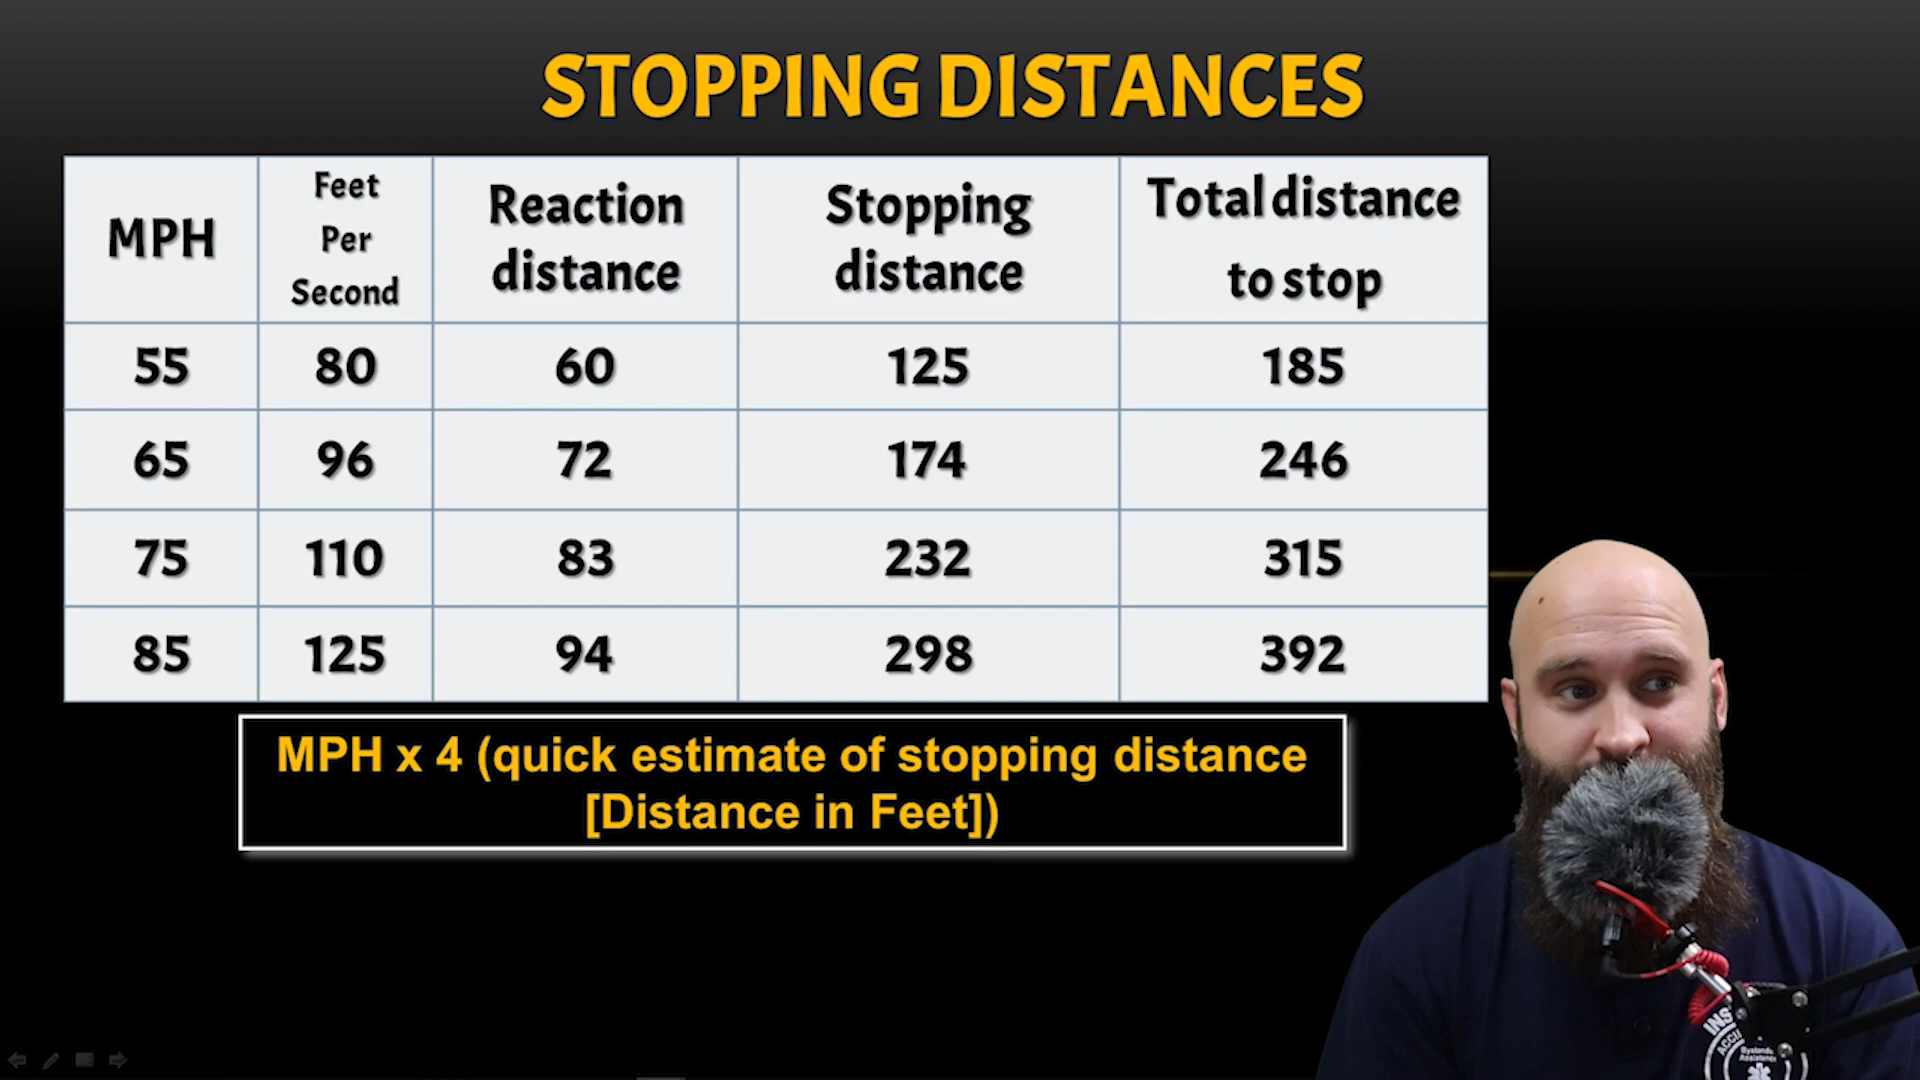 STOPPING DISTANCES
MPH
Feet
Per
Second
Reaction
distance
Stopping
distance
Total distance
to stop
55 80 60 125 185
65 96 72 174 246
75 110 83 232 315
85 125 94 298 392
MPH x 4 (quick estimate of stopping distance
[Distance in Feet])
Assistance